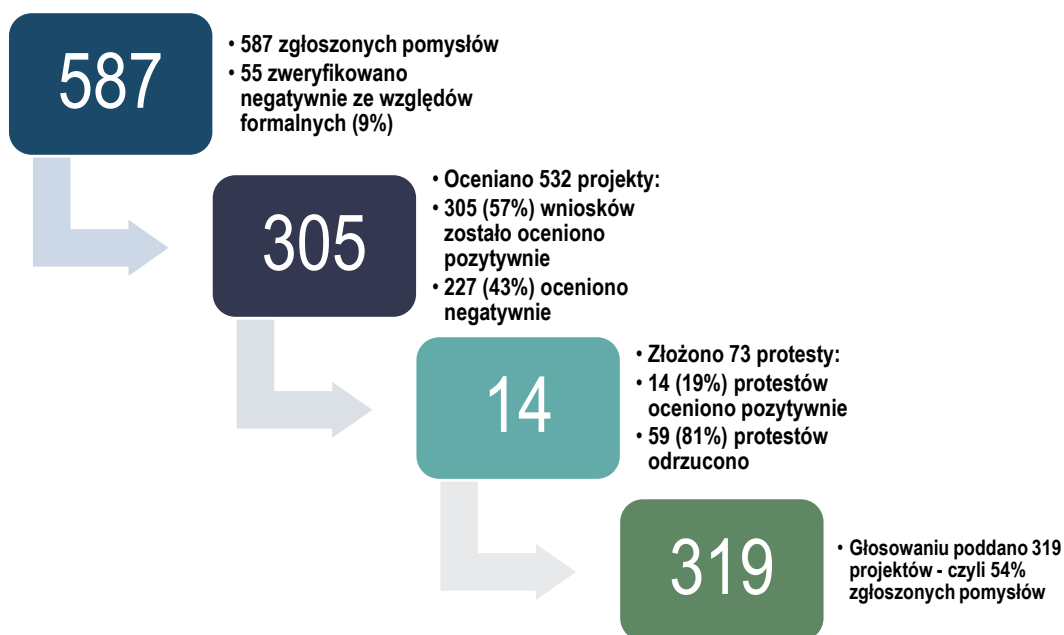 587
• 587 zgłoszonych pomysłów
• 55 zweryfikowano
negatywnie ze względów
formalnych (9%)
305
• Oceniano 532 projekty:
• 305 (57%) wniosków
zostało oceniono
pozytywnie
• 227 (43%) oceniono
negatywnie
14
• Złożono 73 protesty:
• 14 (19%) protestów
oceniono pozytywnie
• 59 (81%) protestów
odrzucono
319
• Głosowaniu poddano 319
projektów - czyli 54%
zgłoszonych pomysłów